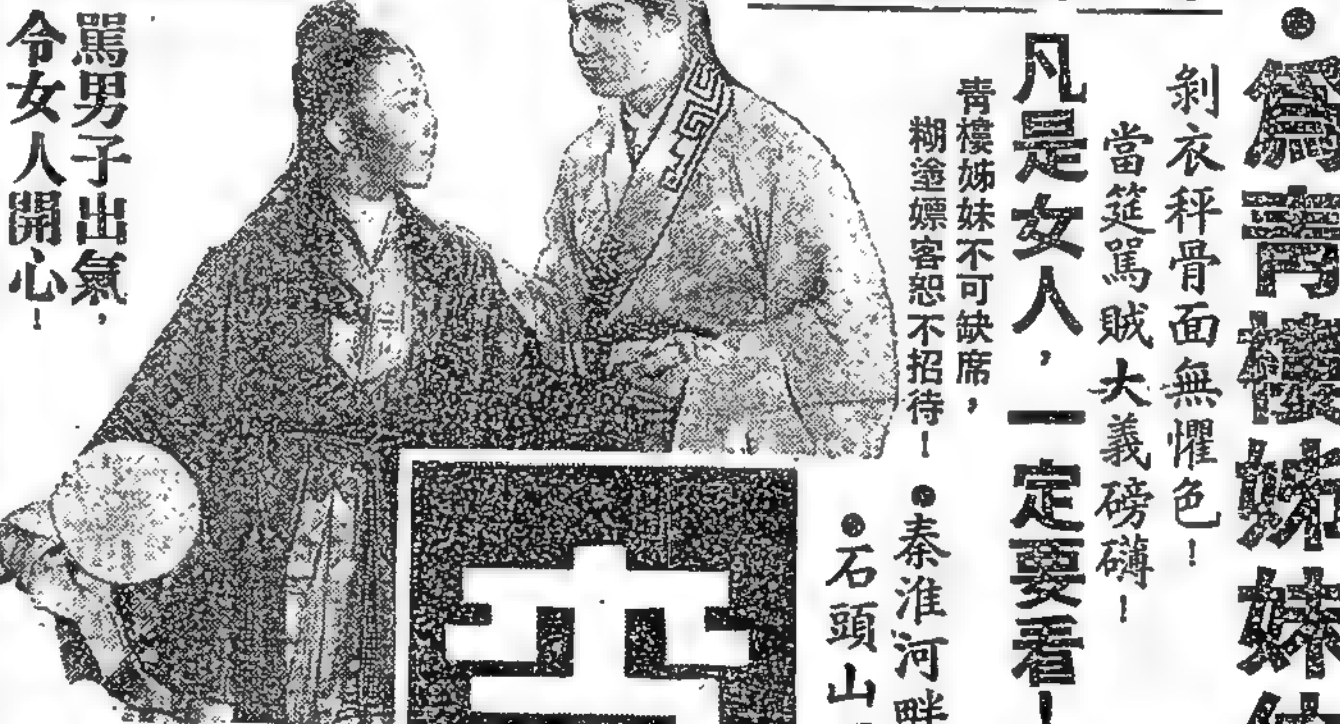 爲青樓姊妹
剝衣秤骨面無懼色！
當筵罵賊大義磅礴！
凡是女人，一定要看！
青樓姊妹不可缺席，
糊塗嫖客恕不招待！
秦淮河畔
石頭山
罵男子出氣，
令女人開心！